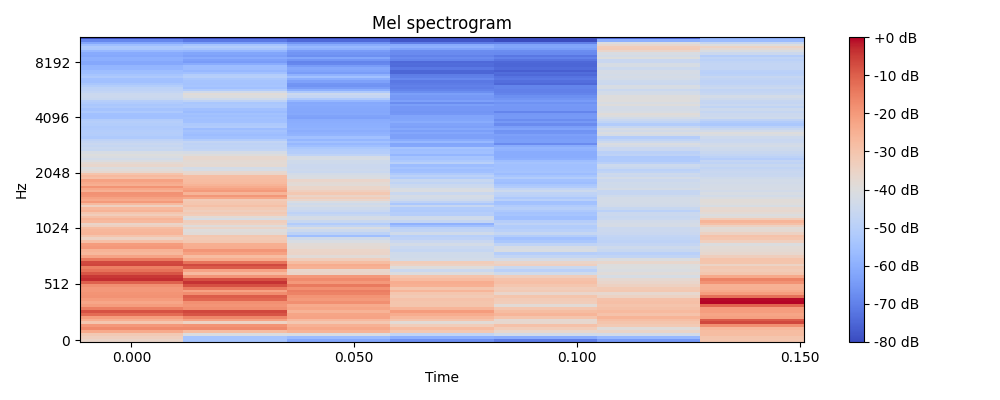 Mel spectrogram
Hz
8192
4096
2048
1024
512
0
0.000
0.050
0.100
0.150
Time
+0 dB
-10 dB
-20 dB
-30 dB
-40 dB
-50 dB
-60 dB
-70 dB
-80 dB